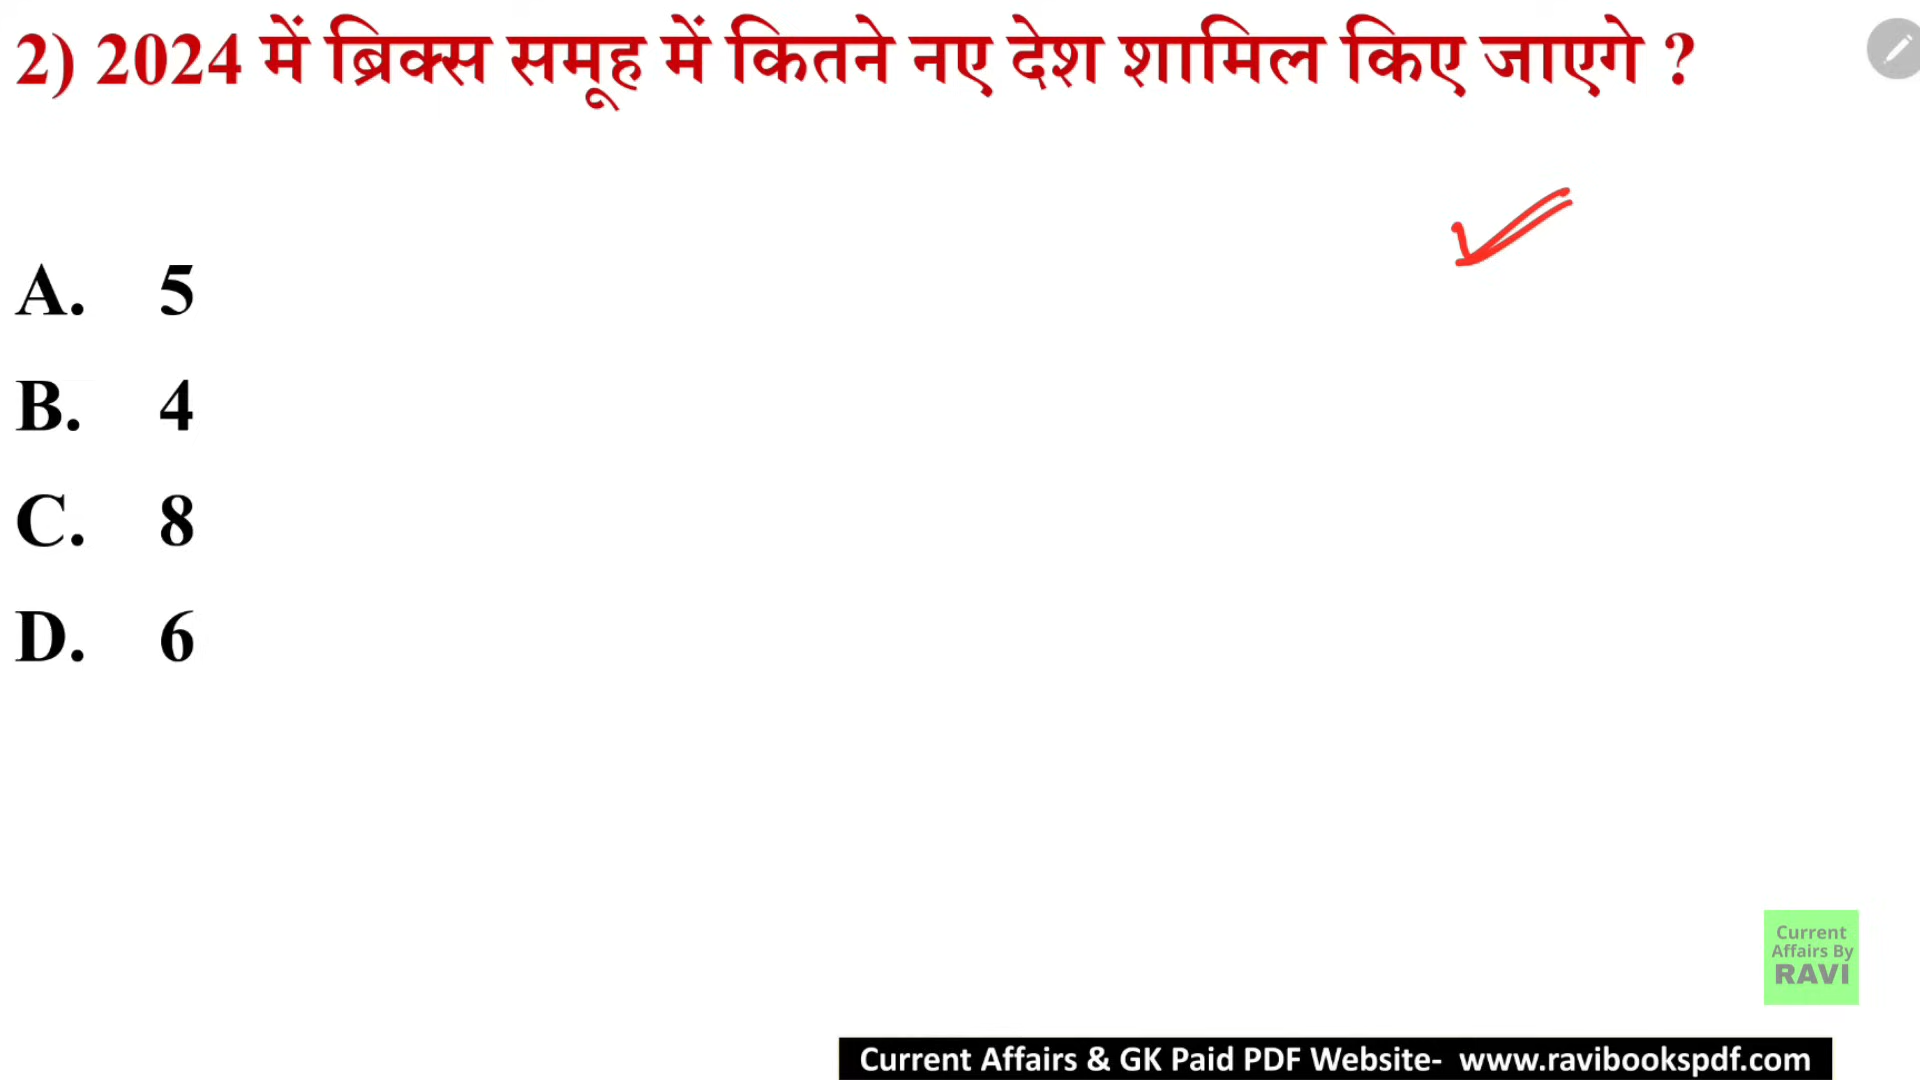 2) 2024 में ब्रिक्स समूह में कितने नए देश शामिल किए जाएगे ?
A. 5
B. 4
C. 8
D. 6
Current
Affairs By
RAVI
Current Affairs & GK Paid PDF Website- www.ravibookspdf.com